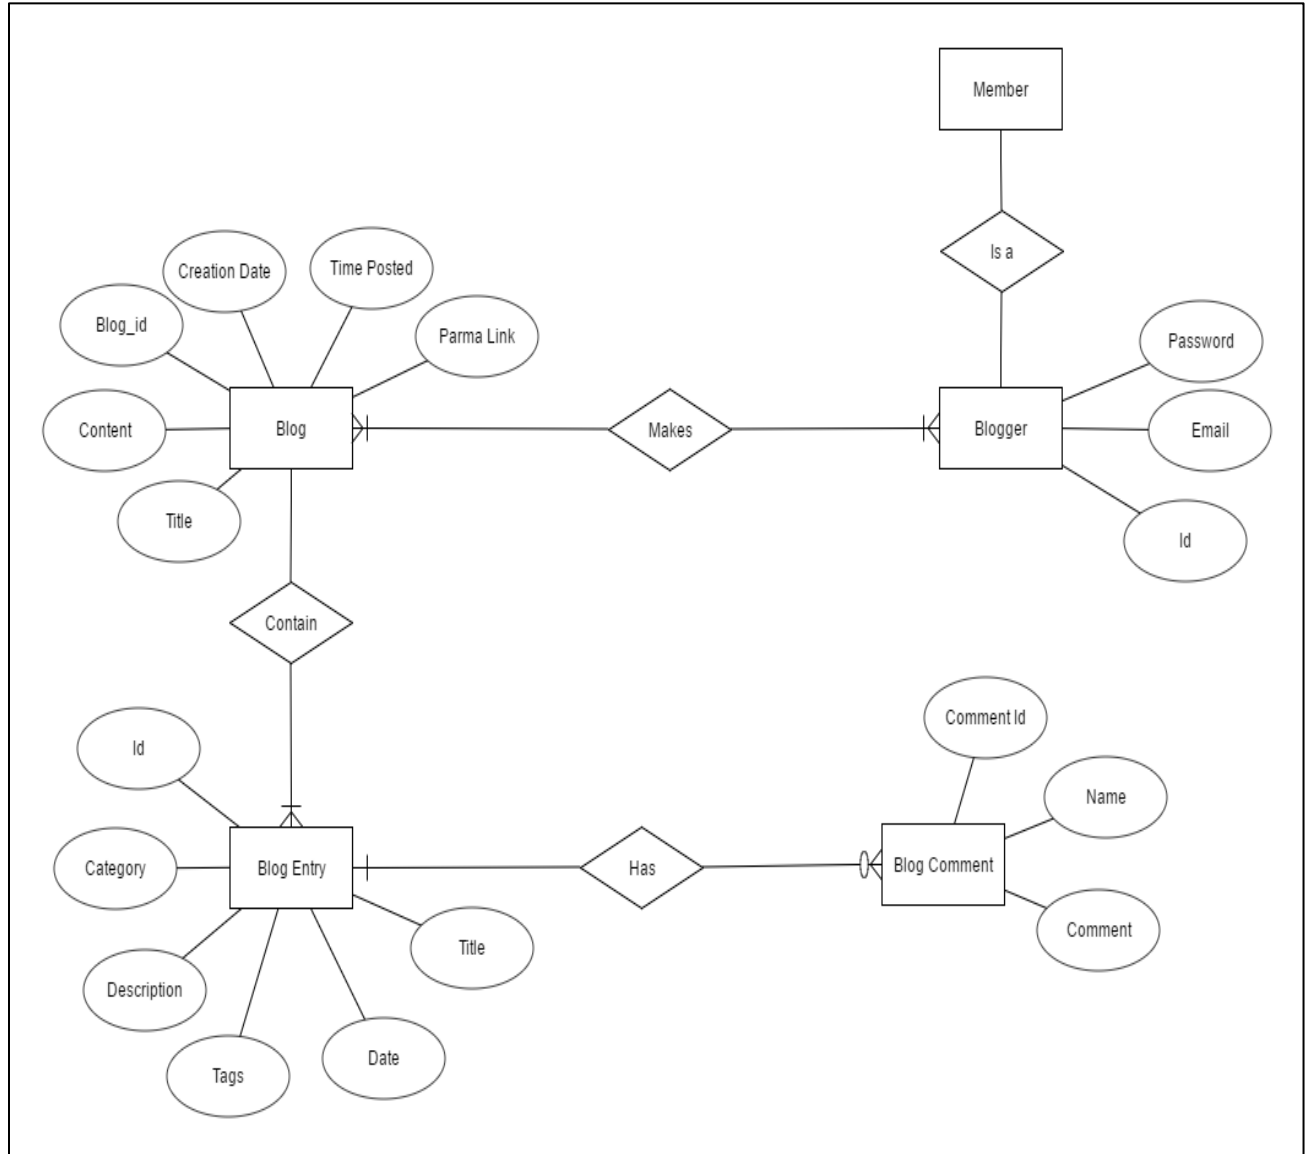 Member
Is a
Creation Date
Time Posted
Blog_id
Parma Link
Password
Content
Blog
Makes
Blogger
Email
Title
Id
Contain
Comment Id
Id
Name
Category
Blog Entry
Has
Blog Comment
Comment
Title
Description
Date
Tags